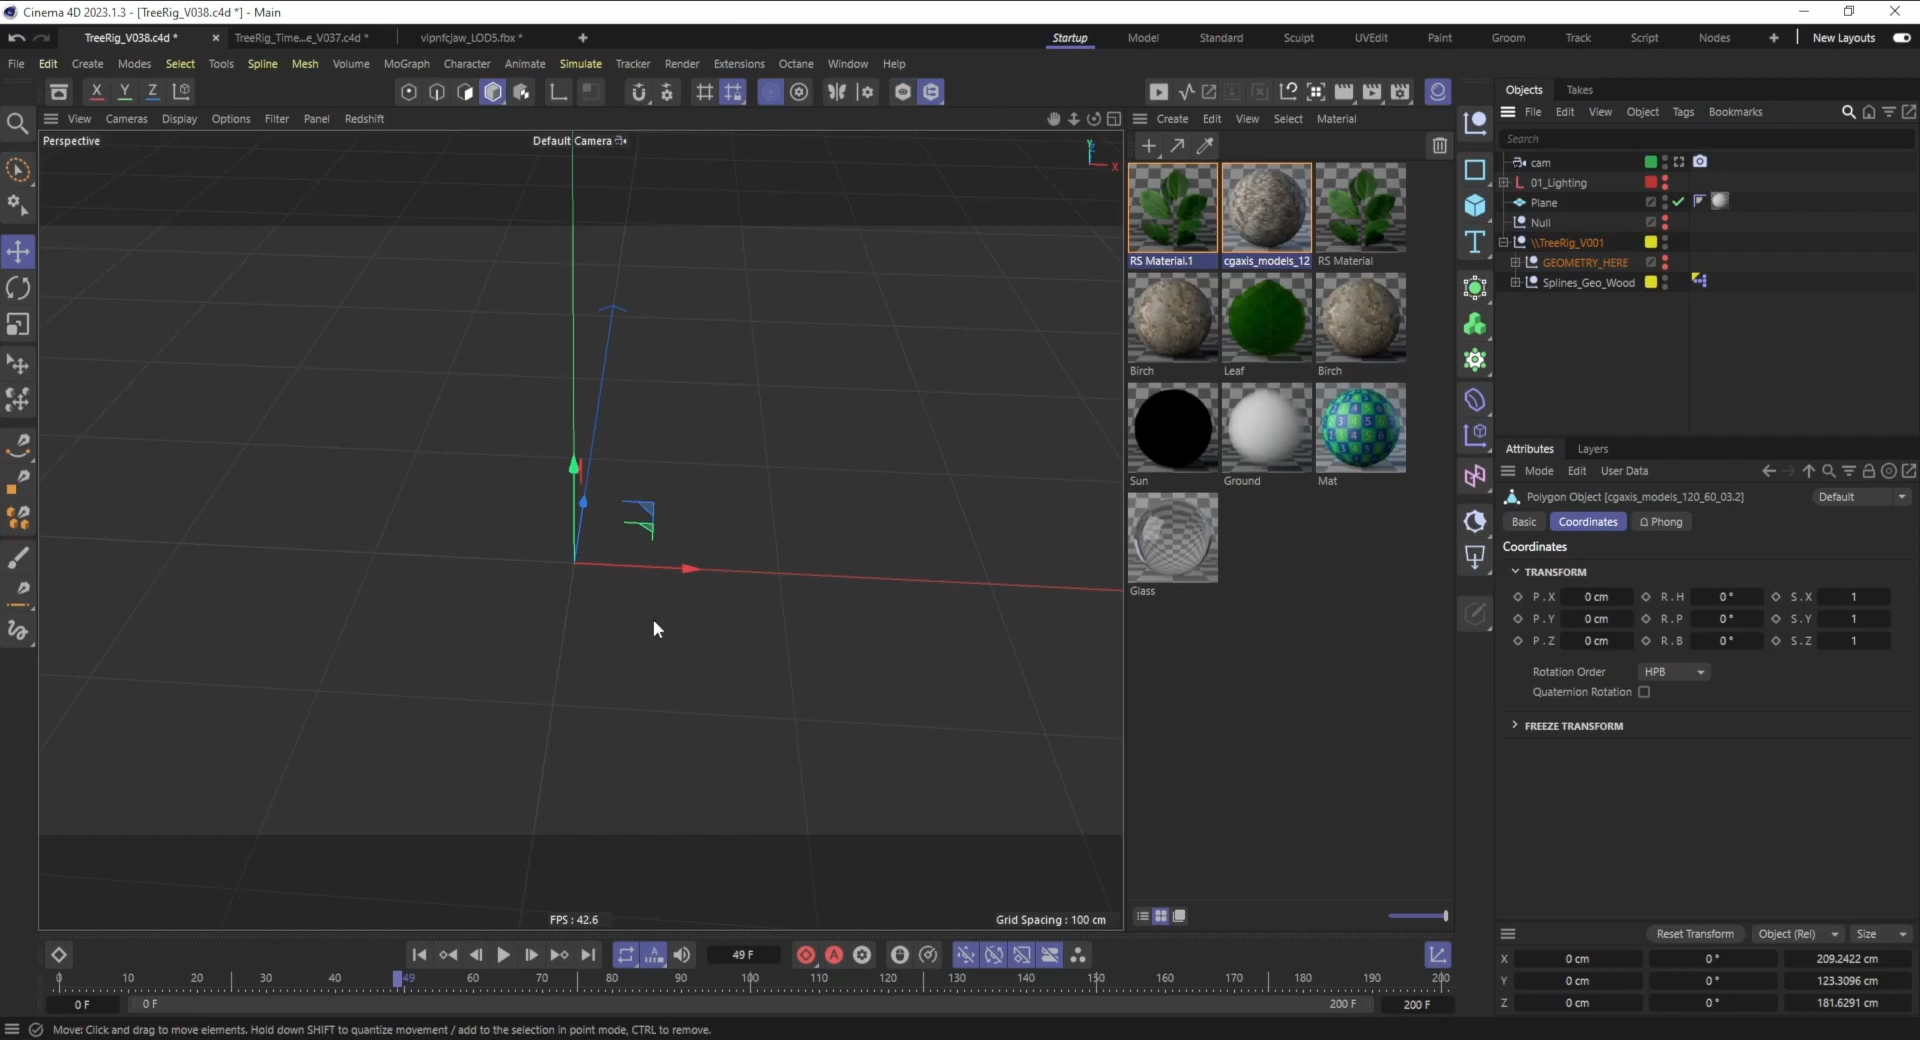 Cinema 4D 2023.1.3 - [TreeRig_V038.c4d *] - Main
TreeRig_V038.c4d *
TreeRig_Time...e_V037.c4d *
vlpnfcjaw_LOD5.fbx *
Startup
Model
Standard
Sculpt
UVEdit
Paint
Groom
Track
Script
Nodes
New Layouts
File Edit Create Modes Select Tools Spline Mesh Volume MoGraph Character Animate Simulate Tracker Render Extensions Octane Window Help
X Y Z
View Cameras Display Options Filter Panel Redshift
Perspective
Default Camera
Y
Z
X
FPS : 42.6
Grid Spacing : 100 cm
Create Edit View Select Material
RS Material.1
cgaxis_models_12
RS Material
Birch
Leaf
Birch
Sun
Ground
Mat
Glass
Objects
Takes
File Edit View Object Tags Bookmarks
Search
cam
01_Lighting
Plane
Null
\\TreeRig_V001
GEOMETRY_HERE
Splines_Geo_Wood
Attributes
Layers
Mode Edit User Data
Polygon Object [cgaxis_models_120_60_03.2]
Default
Basic
Coordinates
Phong
Coordinates
TRANSFORM
P . X 0 cm R . H 0 ° S . X 1
P . Y 0 cm R . P 0 ° S . Y 1
P . Z 0 cm R . B 0 ° S . Z 1
Rotation Order HPB
Quaternion Rotation
FREEZE TRANSFORM
Reset Transform
Object (Rel)
Size
X 0 cm 0 ° 209.2422 cm
Y 0 cm 0 ° 123.3096 cm
Z 0 cm 0 ° 181.6291 cm
49 F
0 10 20 30 40 49 60 70 80 90 100 110 120 130 140 150 160 170 180 190 200
0 F
0 F
200 F
200 F
Move: Click and drag to move elements. Hold down SHIFT to quantize movement / add to the selection in point mode, CTRL to remove.